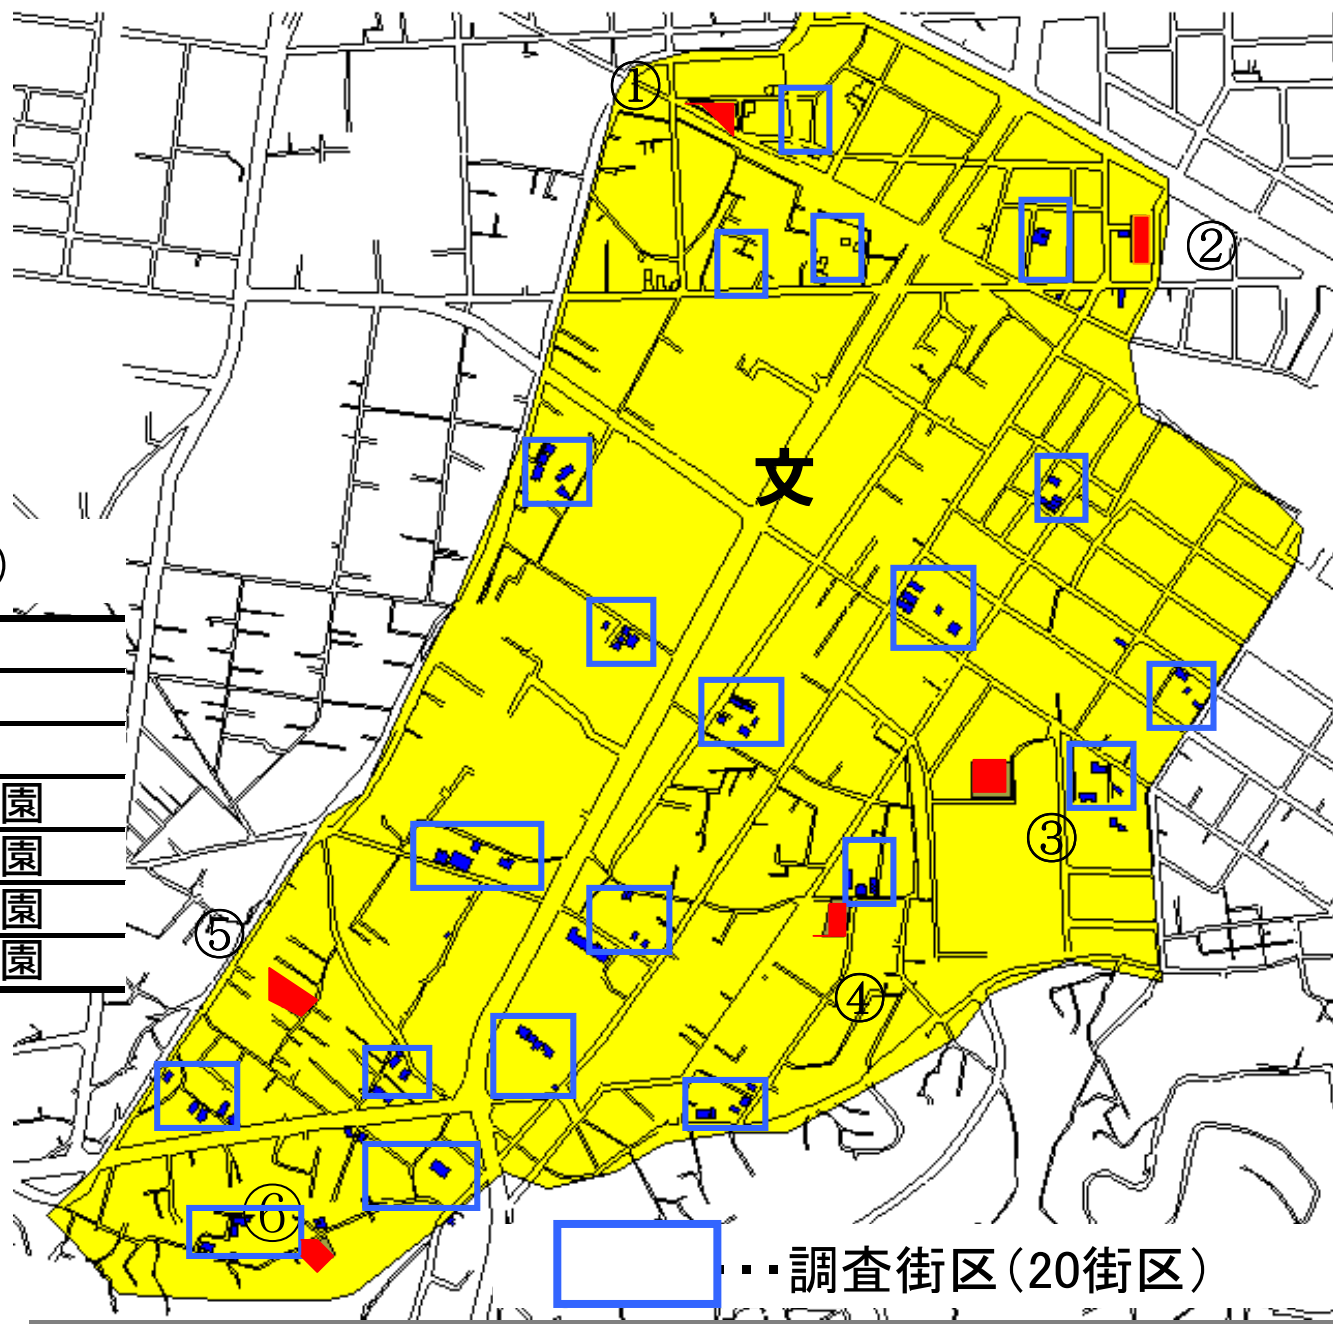 ①
②
文
)
園
園
③
園
⑤
園
④
⑥
・・・調査街区(20街区)